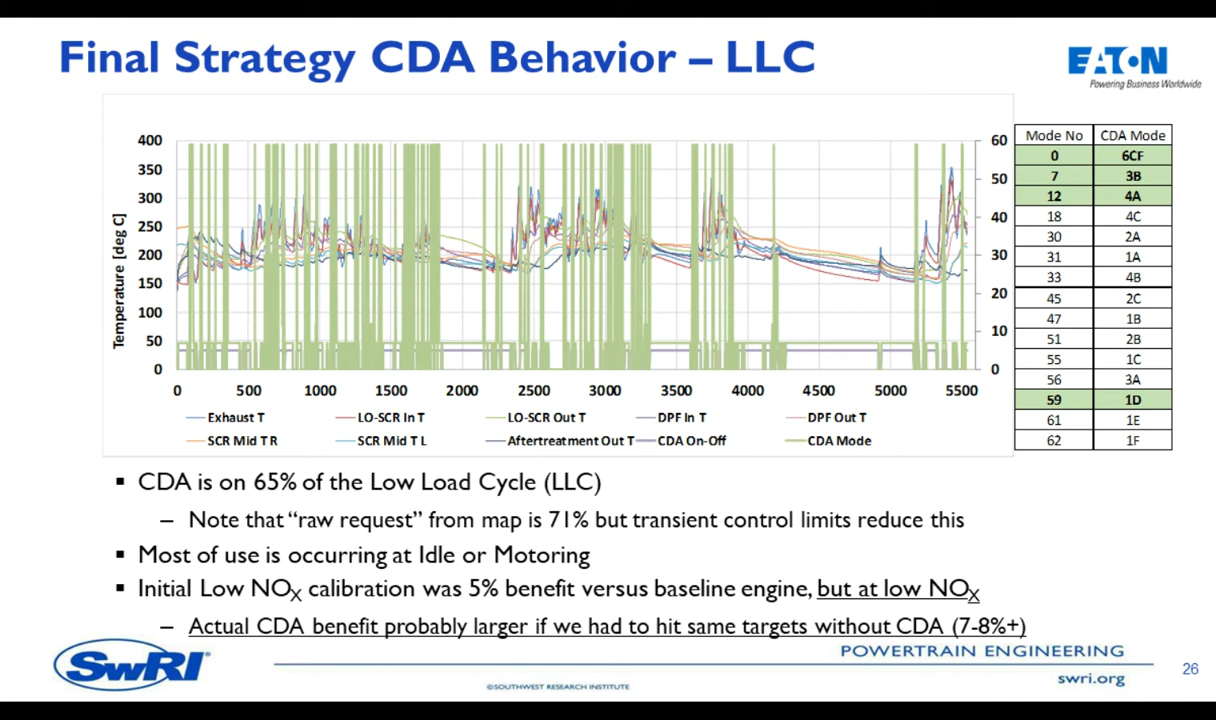 Final Strategy CDA Behavior – LLC
EATON
Powering Business Worldwide
400
350
300
250
200
150
100
50
0
Temperature [deg C]
60
50
40
30
20
10
0
0 500 1000 1500 2000 2500 3000 3500 4000 4500 5000 5500
Exhaust T LO-SCR In T LO-SCR Out T DPF In T DPF Out T
SCR Mid T R SCR Mid T L Aftertreatment Out T CDA On-Off CDA Mode
Mode No CDA Mode
0 6CF
7 3B
12 4A
18 4C
30 2A
31 1A
33 4B
45 2C
47 1B
51 2B
55 1C
56 3A
59 1D
61 1E
62 1F
▪ CDA is on 65% of the Low Load Cycle (LLC)
– Note that “raw request” from map is 71% but transient control limits reduce this
▪ Most of use is occurring at Idle or Motoring
▪ Initial Low NOX calibration was 5% benefit versus baseline engine, but at low NOX
– Actual CDA benefit probably larger if we had to hit same targets without CDA (7-8%+)
SwRI®
POWERTRAIN ENGINEERING
©SOUTHWEST RESEARCH INSTITUTE
swri.org
26